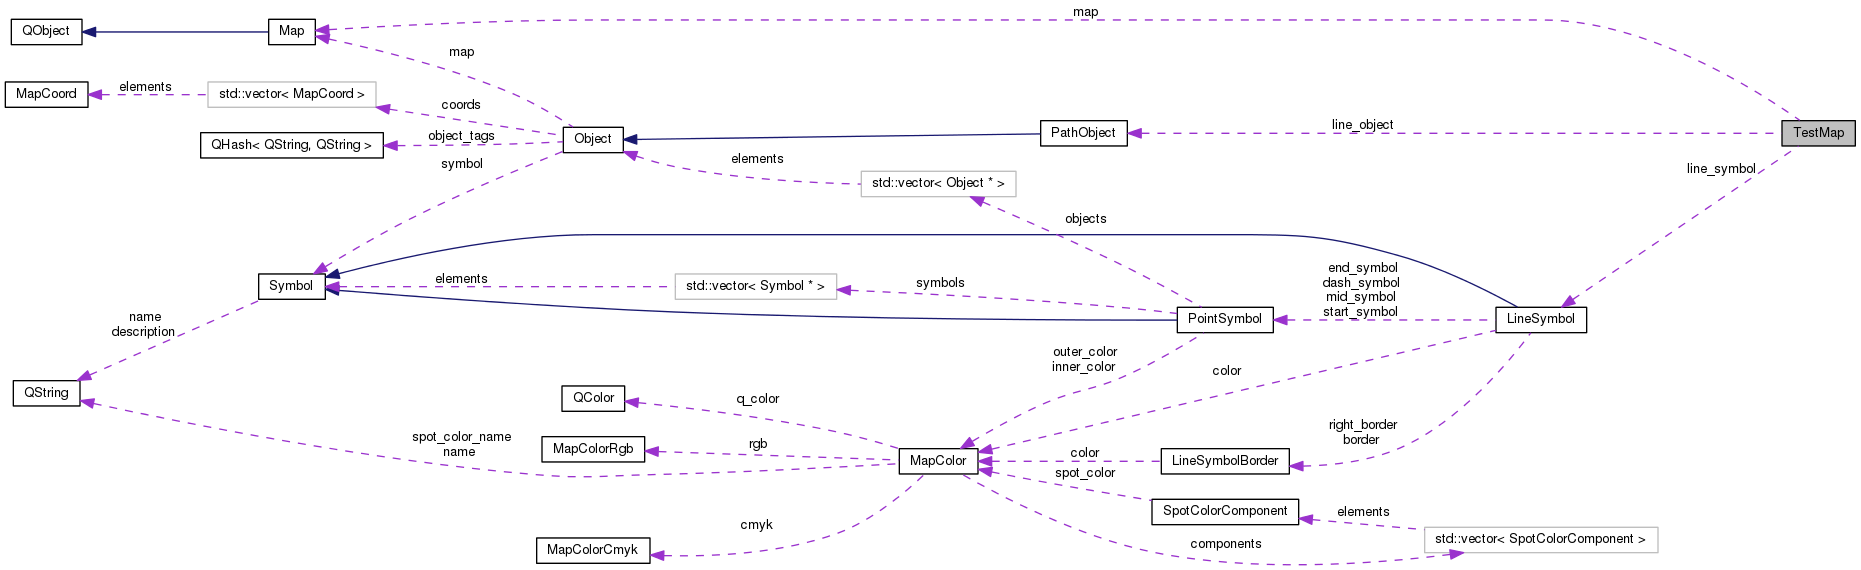 map
QObject
Map
map
MapCoord
elements
std::vector< MapCoord >
coords
line_object
QHash< QString, QString >
object_tags
Object
PathObject
TestMap
symbol
elements
std::vector< Object * >
line_symbol
objects
Symbol
elements
std::vector< Symbol * >
symbols
end_symbol
dash_symbol
mid_symbol
start_symbol
PointSymbol
LineSymbol
name
description
outer_color
inner_color
color
QString
QColor
q_color
right_border
border
spot_color_name
name
MapColorRgb
rgb
MapColor
color
LineSymbolBorder
spot_color
SpotColorComponent
elements
cmyk
MapColorCmyk
components
std::vector< SpotColorComponent >